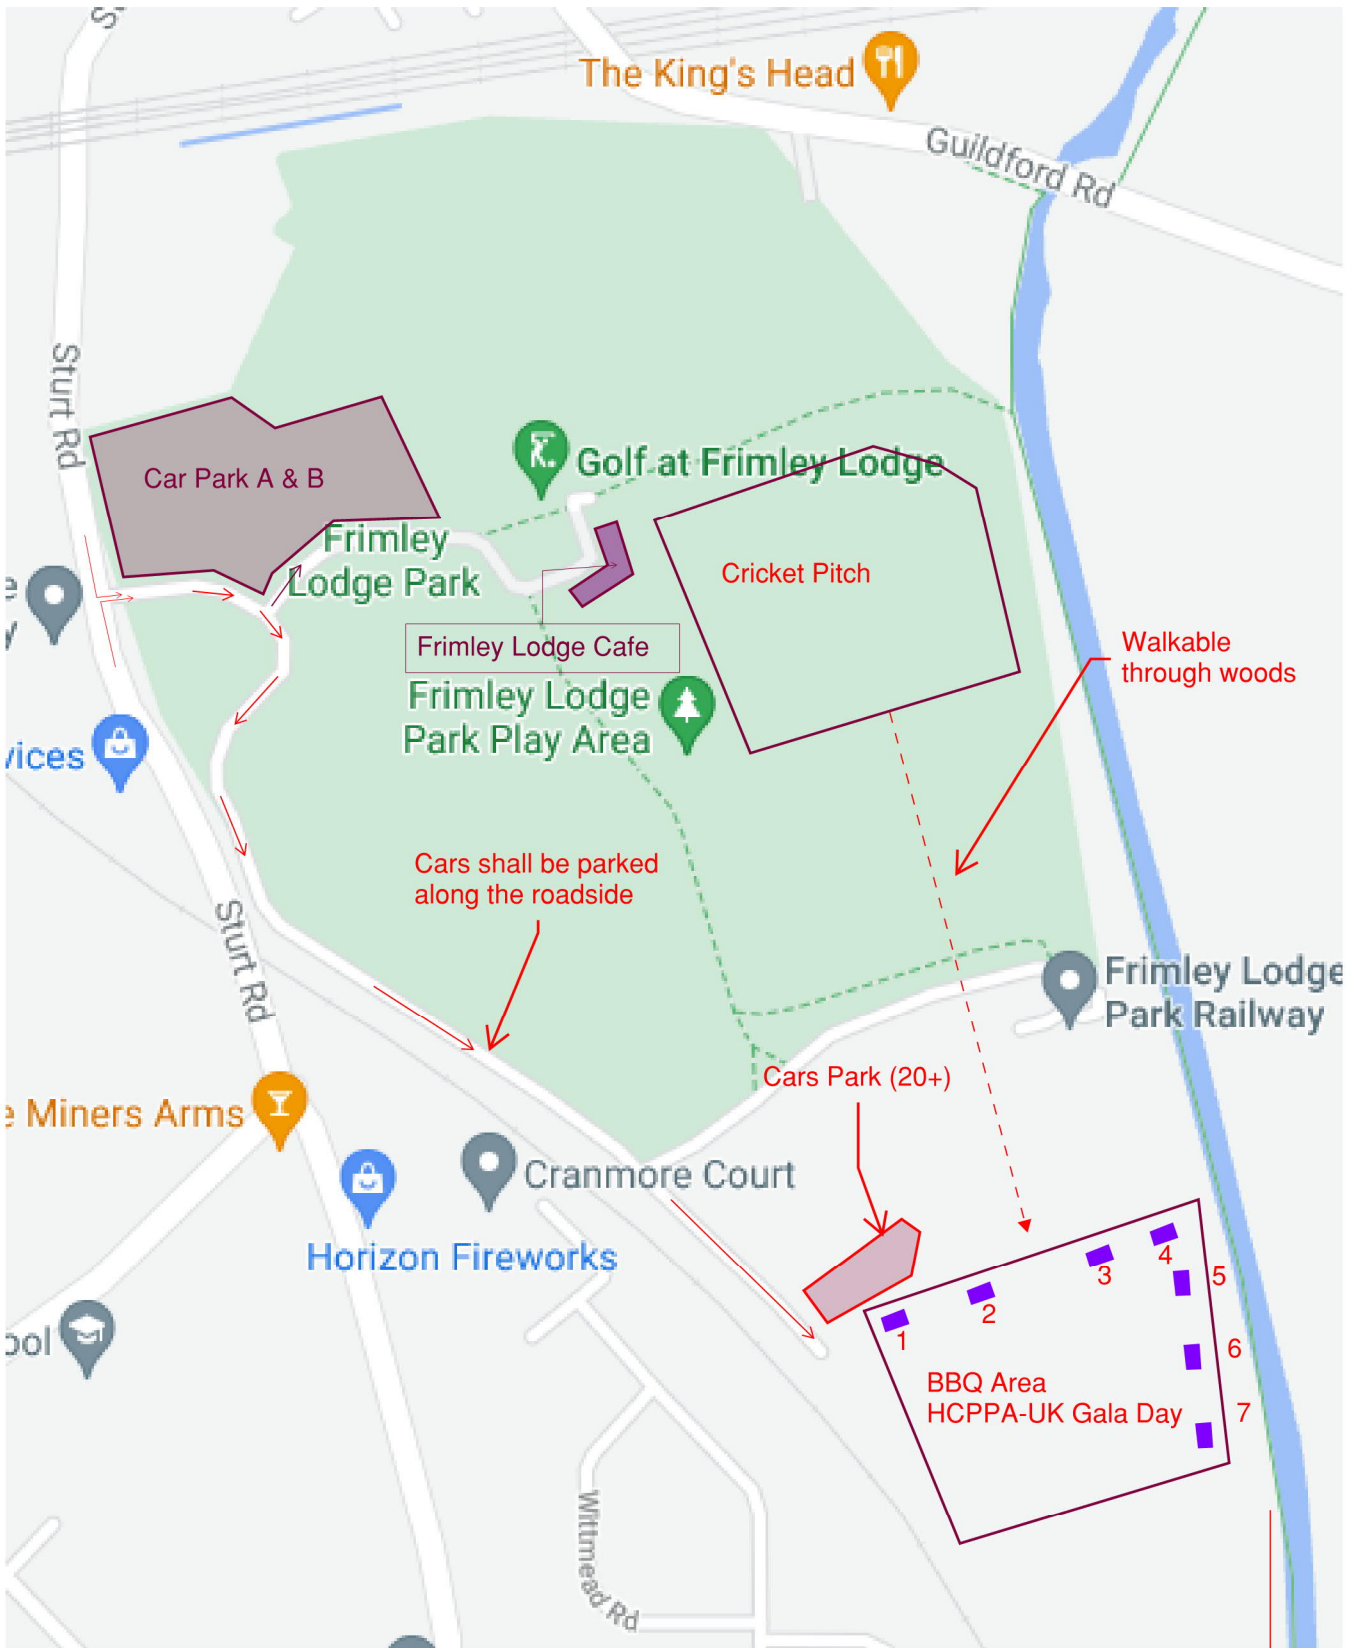 The King's Head
Guildford Rd
Sturt Rd
Car Park A & B
Golf at Frimley Lodge
Frimley
Lodge Park
Cricket Pitch
Frimley Lodge Cafe
Walkable
through woods
Frimley Lodge
Park Play Area
vices
Cars shall be parked
along the roadside
Sturt Rd
Frimley Lodge
Park Railway
Cars Park (20+)
e Miners Arms
Cranmore Court
Horizon Fireworks
1
2
3
4
5
6
7
BBQ Area
HCPPA-UK Gala Day
ool
Wittmead Rd